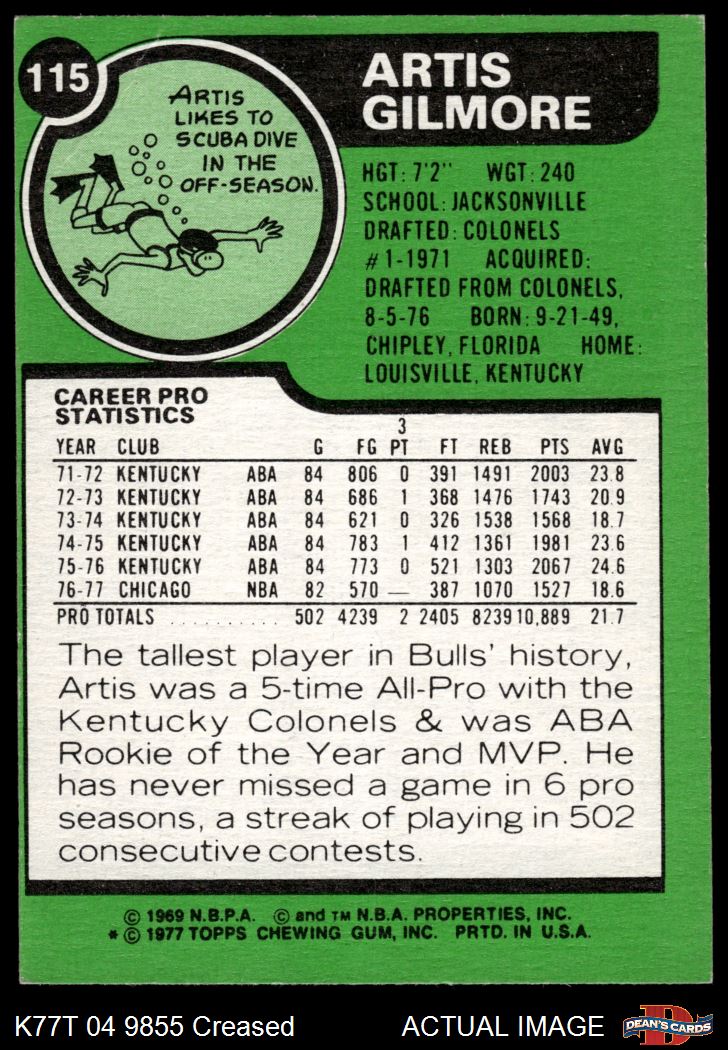 115
ARTIS
LIKES TO
SCUBA DIVE
IN THE
OFF-SEASON.
ARTIS
GILMORE
HGT: 7'2" WGT: 240
SCHOOL: JACKSONVILLE
DRAFTED: COLONELS
#1-1971 ACQUIRED:
DRAFTED FROM COLONELS,
8-5-76 BORN: 9-21-49,
CHIPLEY, FLORIDA HOME:
LOUISVILLE, KENTUCKY
CAREER PRO
STATISTICS
3
YEAR CLUB G FG PT FT REB PTS AVG
71-72 KENTUCKY ABA 84 806 0 391 1491 2003 23.8
72-73 KENTUCKY ABA 84 686 1 368 1476 1743 20.9
73-74 KENTUCKY ABA 84 621 0 326 1538 1568 18.7
74-75 KENTUCKY ABA 84 783 1 412 1361 1981 23.6
75-76 KENTUCKY ABA 84 773 0 521 1303 2067 24.6
76-77 CHICAGO NBA 82 570 — 387 1070 1527 18.6
PRO TOTALS . . . . . . . . . . 502 4239 2 2405 8239 10,889 21.7
The tallest player in Bulls' history,
Artis was a 5-time All-Pro with the
Kentucky Colonels & was ABA
Rookie of the Year and MVP. He
has never missed a game in 6 pro
seasons, a streak of playing in 502
consecutive contests.
© 1969 N.B.P.A. © and TM N.B.A. PROPERTIES, INC.
* © 1977 TOPPS CHEWING GUM, INC. PRTD. IN U.S.A.
K77T 04 9855 Creased ACTUAL IMAGE
D
DEAN'S CARDS